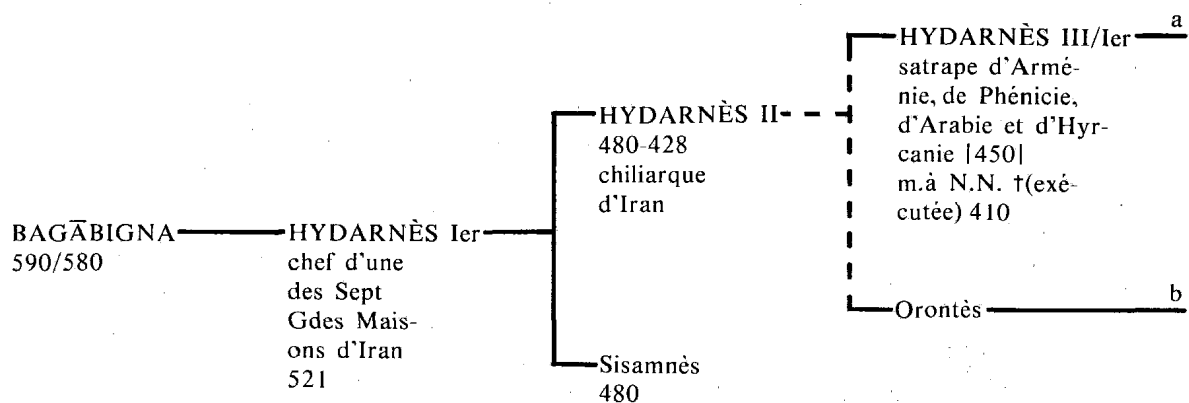 BAGĀBIGNA
590/580
HYDARNÈS Ier
chef d'une
des Sept
Gdes Mais-
ons d'Iran
521
HYDARNÈS II
480-428
chiliarque
d'Iran
Sisamnès
480
HYDARNÈS III/Ier
satrape d'Armé-
nie, de Phénicie,
d'Arabie et d'Hyr-
canie |450|
m.à N.N. †(exé-
cutée) 410
a
Orontès
b